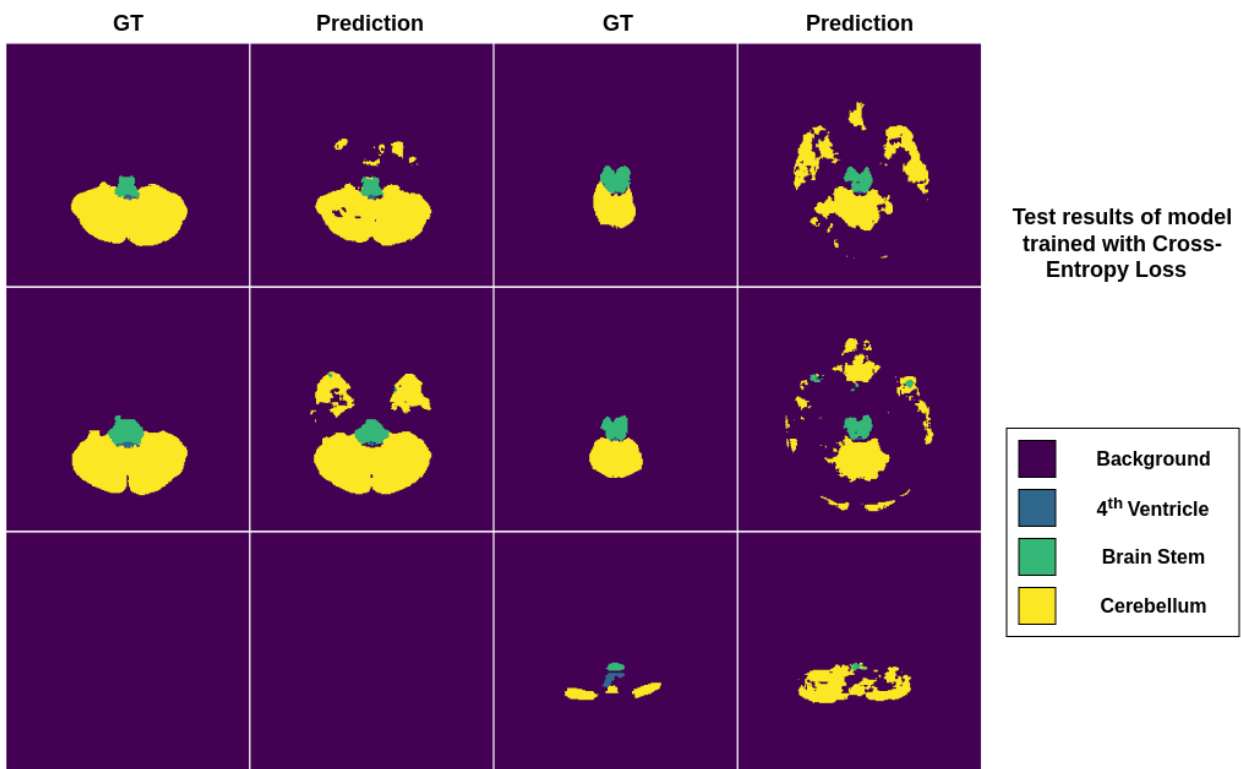 GT Prediction GT Prediction
Test results of model
trained with Cross-
Entropy Loss
Background
4th Ventricle
Brain Stem
Cerebellum